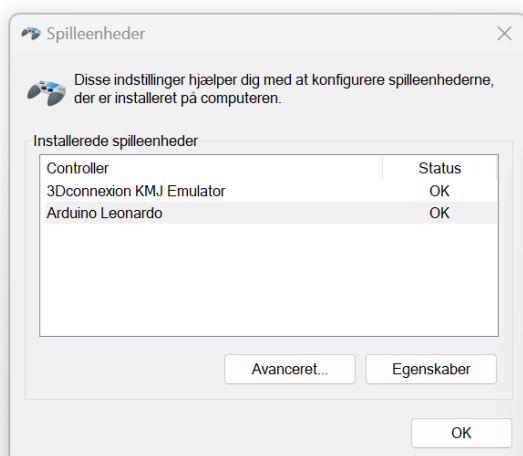 Spilleenheder
Disse indstillinger hjælper dig med at konfigurere spilleenhederne,
der er installeret på computeren.
Installerede spilleenheder
Controller Status
3Dconnexion KMJ Emulator OK
Arduino Leonardo OK
Avanceret... Egenskaber
OK